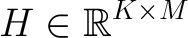 H ∈ ℝ^{K×M}